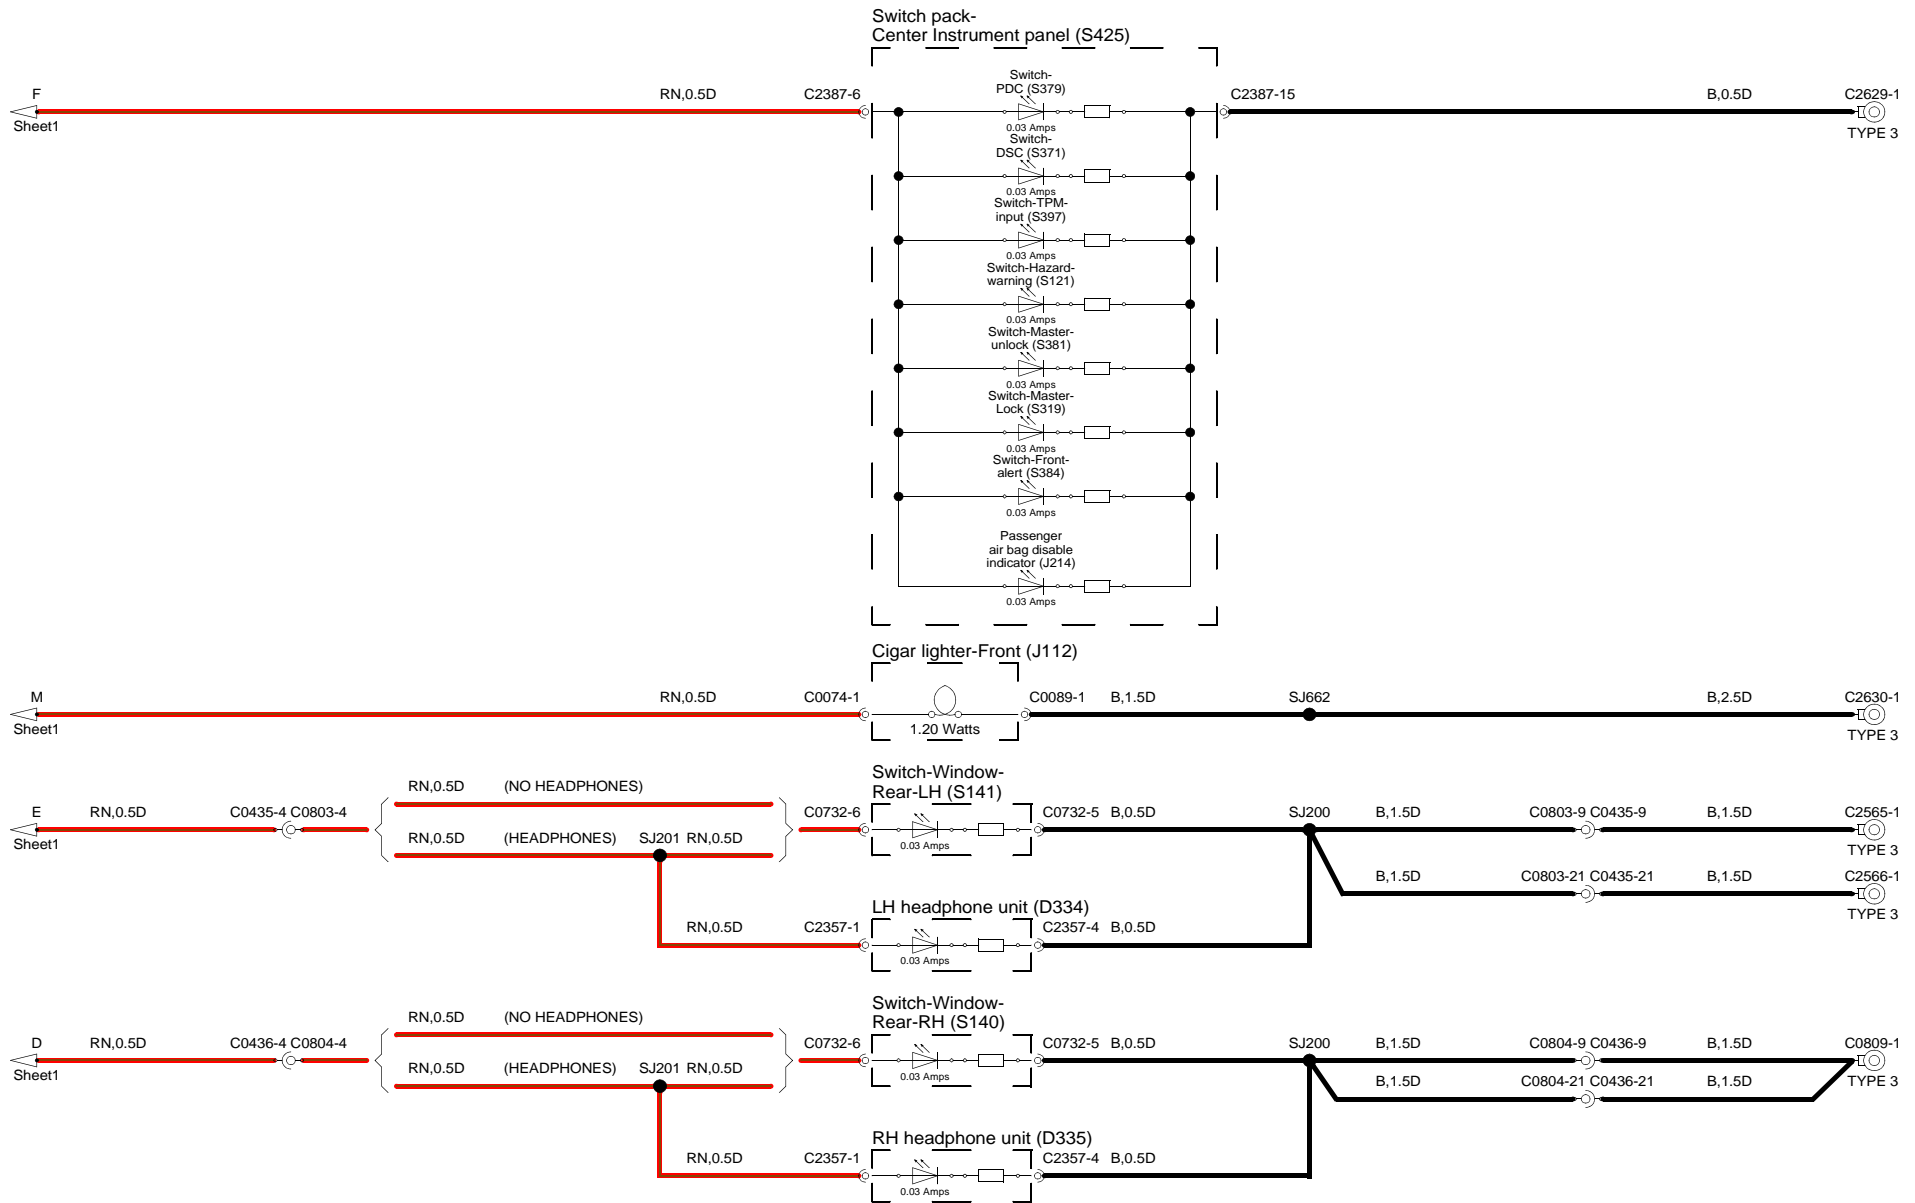 Switch pack-
Center Instrument panel (S425)
F
RN,0.5D
C2387-6
Switch-
PDC (S379)
C2387-15
B,0.5D
C2629-1
Sheet1
TYPE 3
0.03 Amps
Switch-
DSC (S371)
0.03 Amps
Switch-TPM-
input (S397)
0.03 Amps
Switch-Hazard-
warning (S121)
0.03 Amps
Switch-Master-
unlock (S381)
0.03 Amps
Switch-Master-
Lock (S319)
0.03 Amps
Switch-Front-
alert (S384)
0.03 Amps
Passenger
air bag disable
indicator (J214)
0.03 Amps
Cigar lighter-Front (J112)
M
RN,0.5D
C0074-1
C0089-1
B,1.5D
SJ662
B,2.5D
C2630-1
Sheet1
1.20 Watts
TYPE 3
Switch-Window-
Rear-LH (S141)
RN,0.5D
(NO HEADPHONES)
E
RN,0.5D
C0435-4 C0803-4
C0732-6
C0732-5
B,0.5D
SJ200
B,1.5D
C0803-9 C0435-9
B,1.5D
C2565-1
Sheet1
RN,0.5D
(HEADPHONES)
SJ201
RN,0.5D
0.03 Amps
TYPE 3
B,1.5D
C0803-21 C0435-21
B,1.5D
C2566-1
TYPE 3
LH headphone unit (D334)
RN,0.5D
C2357-1
C2357-4
B,0.5D
0.03 Amps
Switch-Window-
Rear-RH (S140)
RN,0.5D
(NO HEADPHONES)
D
RN,0.5D
C0436-4 C0804-4
C0732-6
C0732-5
B,0.5D
SJ200
B,1.5D
C0804-9 C0436-9
B,1.5D
C0809-1
Sheet1
RN,0.5D
(HEADPHONES)
SJ201
RN,0.5D
0.03 Amps
B,1.5D
C0804-21 C0436-21
B,1.5D
TYPE 3
RH headphone unit (D335)
RN,0.5D
C2357-1
C2357-4
B,0.5D
0.03 Amps